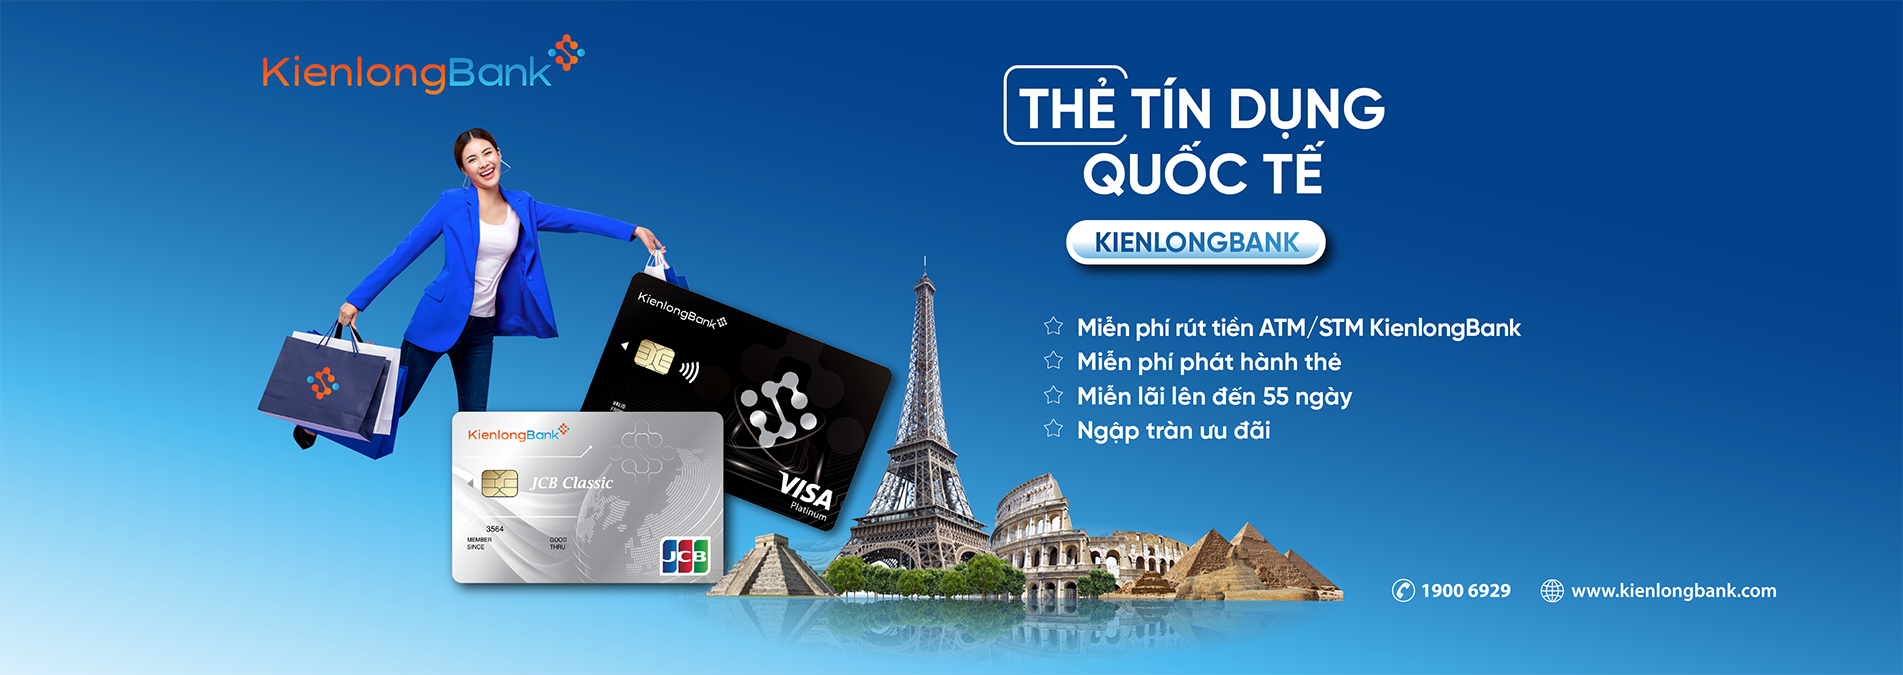 KienlongBank
THẺ TÍN DỤNG
QUỐC TẾ
KIENLONGBANK
Miễn phí rút tiền ATM/STM KienlongBank
Miễn phí phát hành thẻ
Miễn lãi lên đến 55 ngày
Ngập tràn ưu đãi
KienlongBank
VALID
FROM
VISA
Platinum
KienlongBank
JCB Classic
3564
MEMBER
SINCE
GOOD
THRU
JCB
1900 6929
www.kienlongbank.com